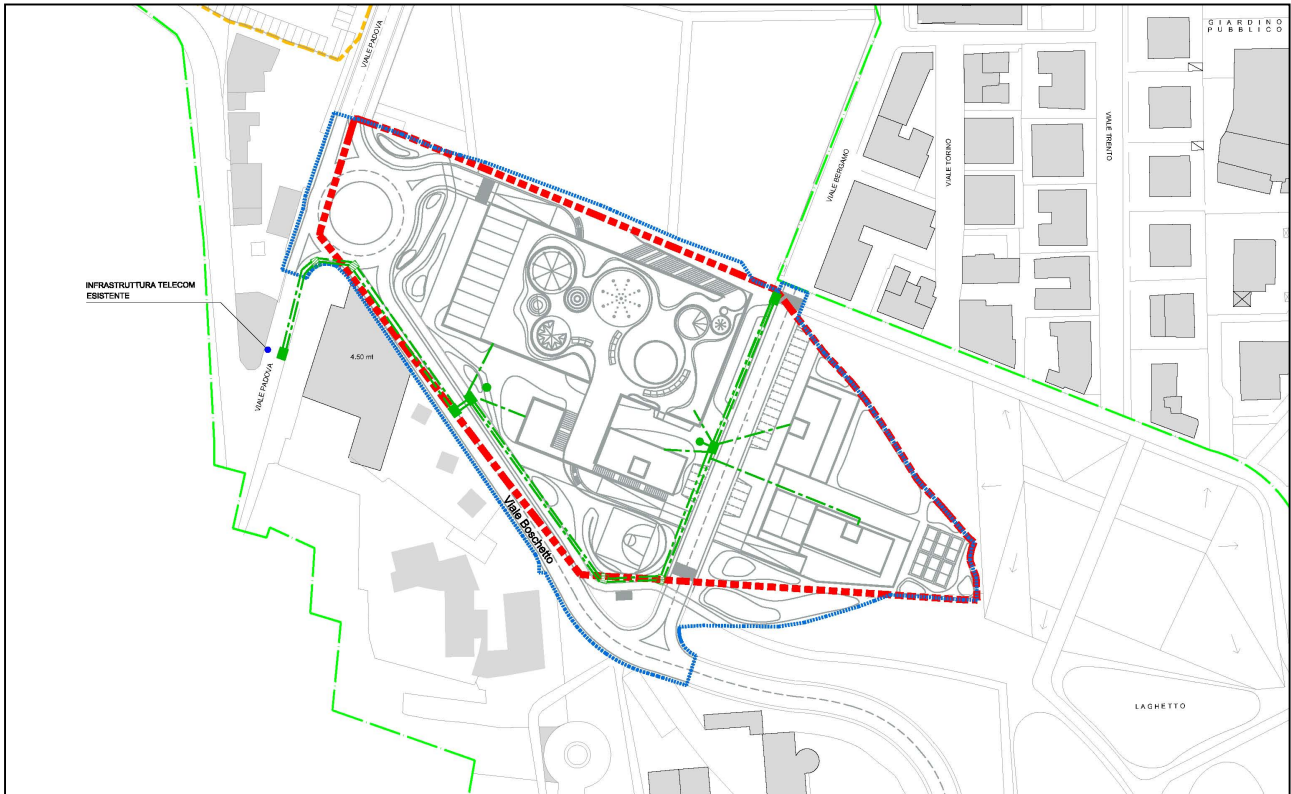 GIARDINO
PUBBLICO
VIALE PADOVA
VIALE TRENTO
VIALE TORINO
VIALE BERGAMO
INFRASTRUTTURA TELECOM
ESISTENTE
4.50 mt
VIALE PADOVA
Viale Boschetto
LAGHETTO